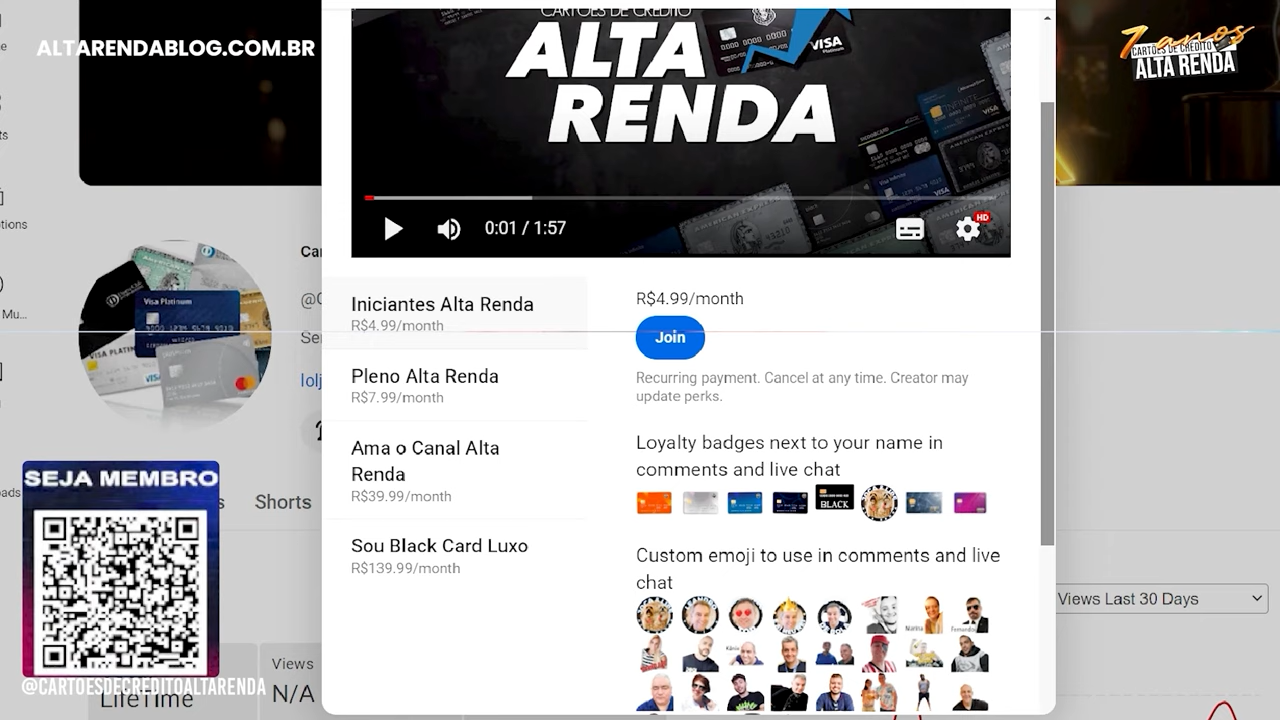 ALTARENDABLOG.COM.BR
CARTÕES DE CRÉDITO
ALTA
RENDA
VISA
Platinum
7 anos
CARTÕES DE CRÉDITO
ALTA RENDA
0:01 / 1:57
HD
Visa Platinum
Iniciantes Alta Renda
R$4.99/month
Pleno Alta Renda
R$7.99/month
Ama o Canal Alta
Renda
R$39.99/month
Sou Black Card Luxo
R$139.99/month
R$4.99/month
Join
Recurring payment. Cancel at any time. Creator may
update perks.
Loyalty badges next to your name in
comments and live chat
BLACK
Custom emoji to use in comments and live
chat
SEJA MEMBRO
Shorts
Views Last 30 Days
Views
N/A
@CARTOESDECREDITOALTARENDA
LifeTime